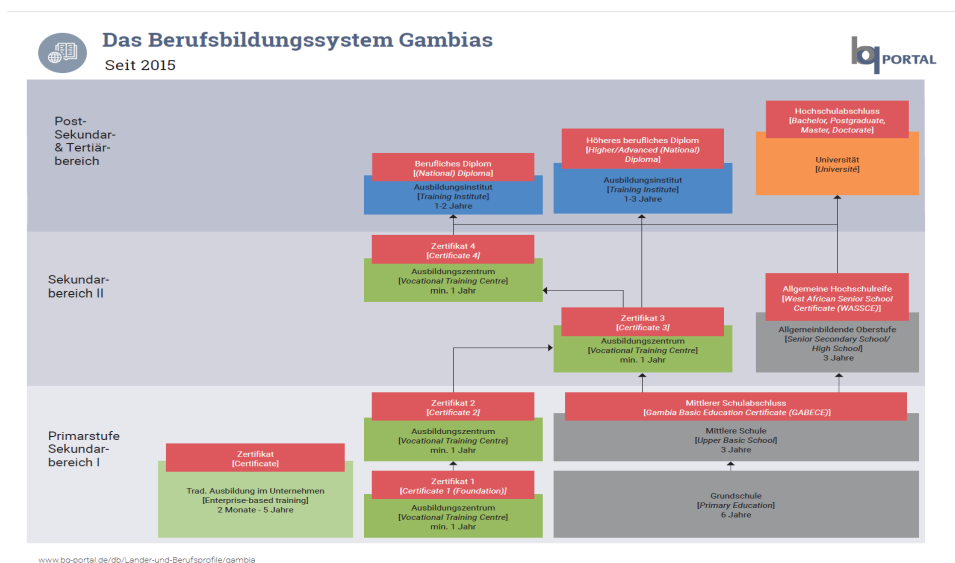 Das Berufsbildungssystem Gambias
Seit 2015
bq PORTAL
Post-
Sekundar-
& Tertiär-
bereich
Hochschulabschluss
[Bachelor, Postgraduate,
Master, Doctorate]
Universität
[Université]
Höheres berufliches Diplom
[Higher/Advanced (National)
Diploma]
Ausbildungsinstitut
[Training Institute]
1-3 Jahre
Berufliches Diplom
[(National) Diploma]
Ausbildungsinstitut
[Training Institute]
1-2 Jahre
Sekundar-
bereich II
Zertifikat 4
[Certificate 4]
Ausbildungszentrum
[Vocational Training Centre]
min. 1 Jahr
Zertifikat 3
[Certificate 3]
Ausbildungszentrum
[Vocational Training Centre]
min. 1 Jahr
Allgemeine Hochschulreife
[West African Senior School
Certificate (WASSCE)]
Allgemeinbildende Oberstufe
[Senior Secondary School/
High School]
3 Jahre
Primarstufe
Sekundar-
bereich I
Zertifikat
[Certificate]
Trad. Ausbildung im Unternehmen
[Enterprise-based training]
2 Monate - 5 Jahre
Zertifikat 2
[Certificate 2]
Ausbildungszentrum
[Vocational Training Centre]
min. 1 Jahr
Zertifikat 1
[Certificate 1 (Foundation)]
Ausbildungszentrum
[Vocational Training Centre]
min. 1 Jahr
Mittlerer Schulabschluss
[Gambia Basic Education Certificate (GABECE)]
Mittlere Schule
[Upper Basic School]
3 Jahre
Grundschule
[Primary Education]
6 Jahre
www.bq-portal.de/db/Länder-und-Berufsprofile/gambia